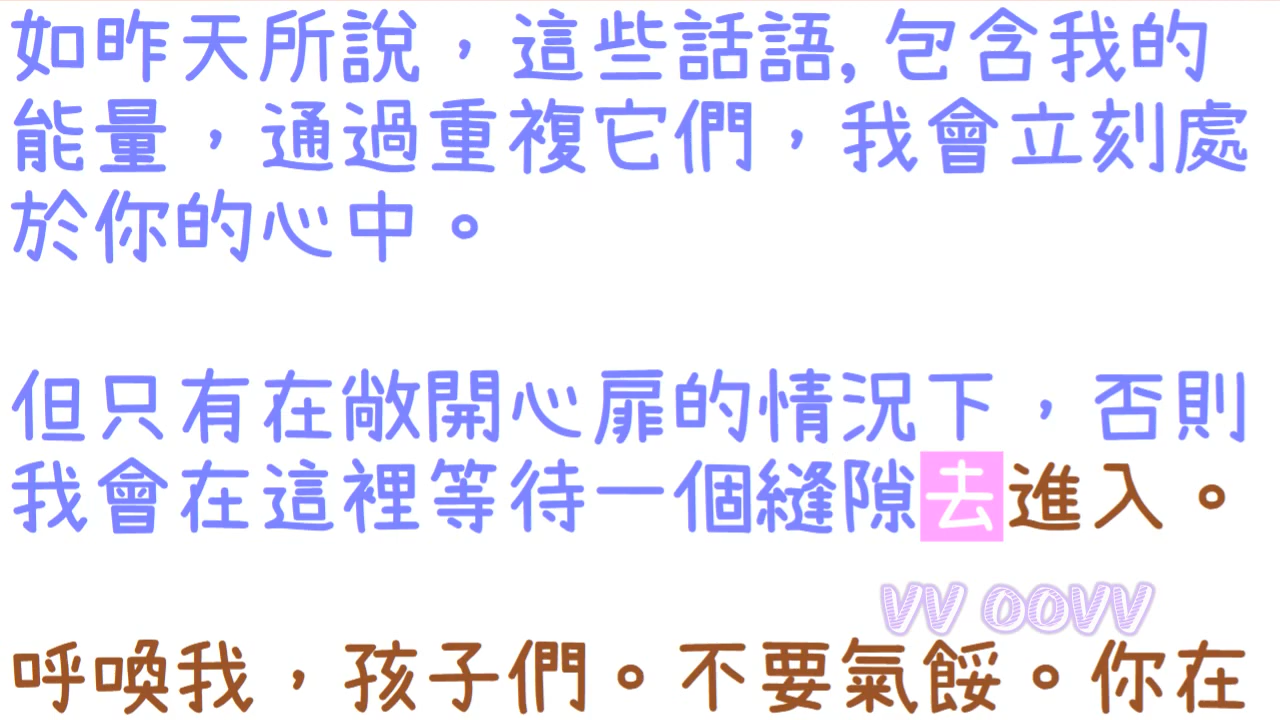 如昨天所說，這些話語, 包含我的
能量，通過重複它們，我會立刻處
於你的心中。
但只有在敞開心扉的情況下，否則
我會在這裡等待一個縫隙去進入。
VV OOVV
呼喚我，孩子們。不要氣餒。你在